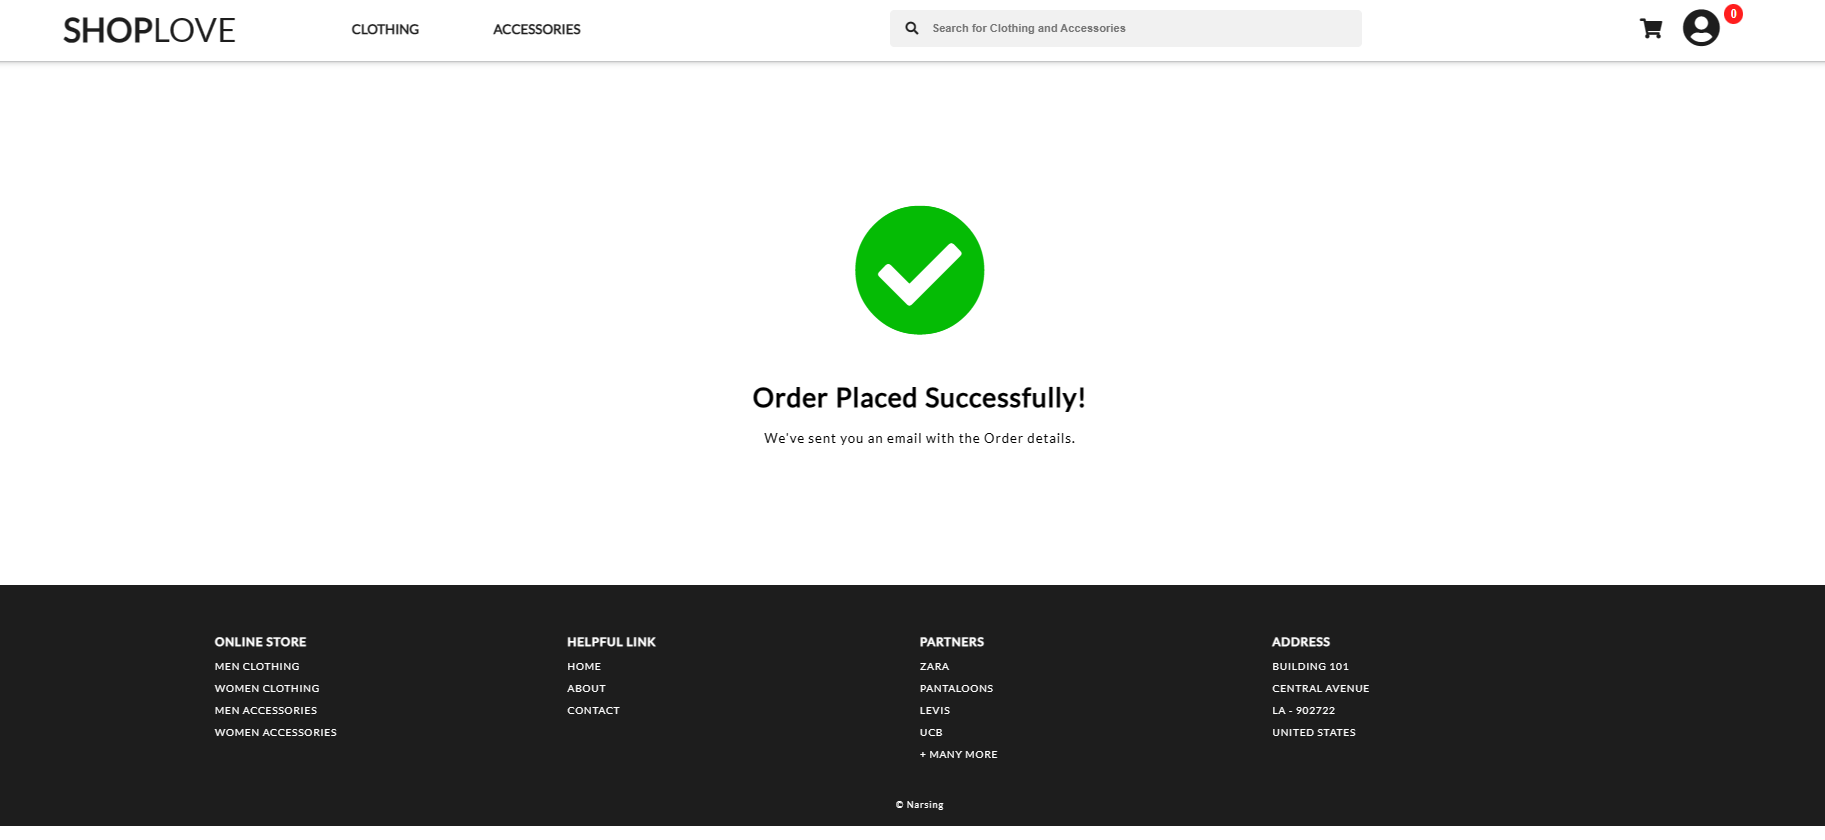 SHOPLOVE
CLOTHING
ACCESSORIES
Search for Clothing and Accessories
0
Order Placed Successfully!
We've sent you an email with the Order details.
ONLINE STORE
MEN CLOTHING
WOMEN CLOTHING
MEN ACCESSORIES
WOMEN ACCESSORIES
HELPFUL LINK
HOME
ABOUT
CONTACT
PARTNERS
ZARA
PANTALOONS
LEVIS
UCB
+ MANY MORE
ADDRESS
BUILDING 101
CENTRAL AVENUE
LA - 902722
UNITED STATES
© Narsing